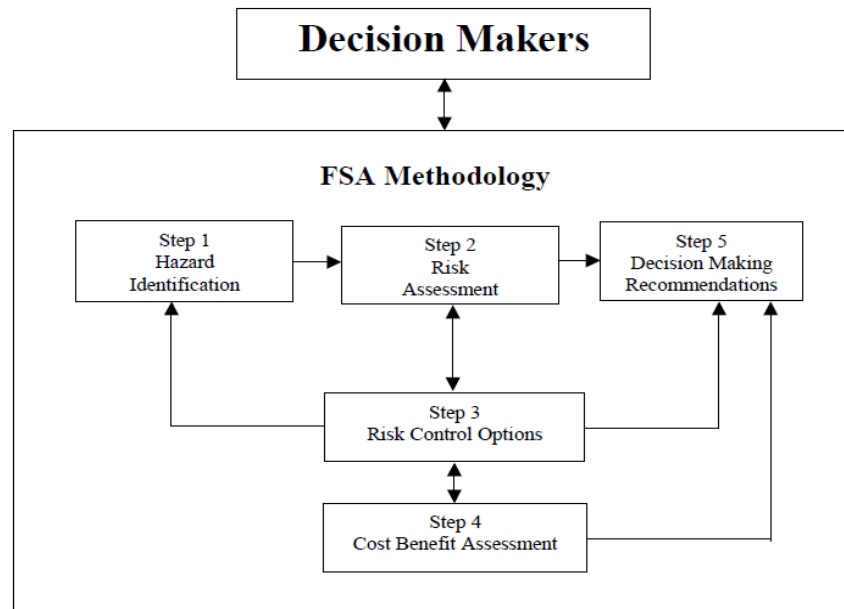 Decision Makers
FSA Methodology
Step 1
Hazard
Identification
Step 2
Risk
Assessment
Step 5
Decision Making
Recommendations
Step 3
Risk Control Options
Step 4
Cost Benefit Assessment